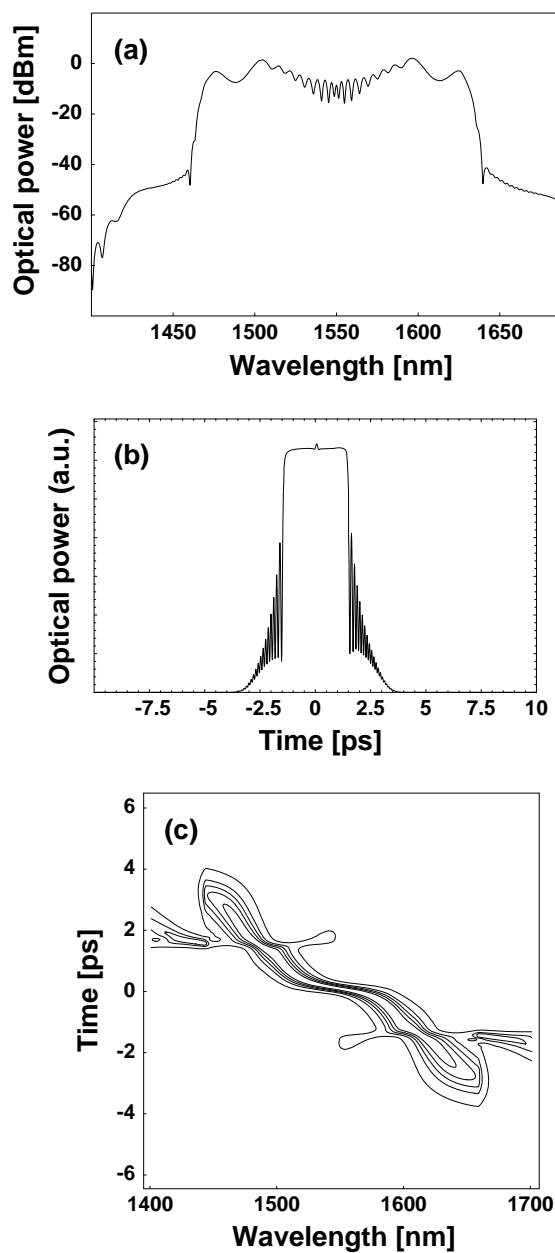 (a)
Optical power [dBm]
0
-20
-40
-60
-80
1450 1500 1550 1600 1650
Wavelength [nm]
(b)
Optical power (a.u.)
-7.5 -5 -2.5 0 2.5 5 7.5 10
Time [ps]
(c)
Time [ps]
6
4
2
0
-2
-4
-6
1400 1500 1600 1700
Wavelength [nm]